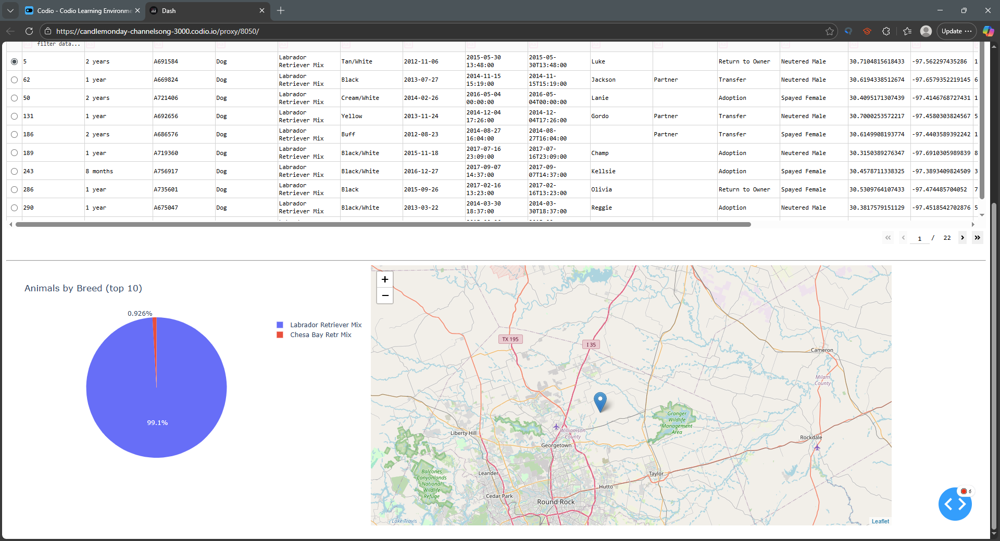 Codio - Codio Learning Environme
Dash
https://candlemonday-channelsong-3000.codio.io/proxy/8050/
Update
filter data...
5 2 years A691584 Dog Labrador Retriever Mix Tan/White 2012-11-06 2015-05-30 13:48:00 2015-05-30T13:48:00 Luke Return to Owner Neutered Male 30.7104815618433 -97.562297435286 1
62 1 year A669824 Dog Labrador Retriever Mix Black 2013-07-27 2014-11-15 15:19:00 2014-11-15T15:19:00 Jackson Partner Transfer Neutered Male 30.6194338512674 -97.6579352219145 6
50 2 years A721406 Dog Labrador Retriever Mix Cream/White 2014-02-26 2016-05-04 00:00:00 2016-05-04T00:00:00 Lanie Adoption Spayed Female 30.4095171307439 -97.4146768727431 1
131 1 year A692656 Dog Labrador Retriever Mix Yellow 2013-11-24 2014-12-04 17:26:00 2014-12-04T17:26:00 Gordo Partner Transfer Neutered Male 30.7000253572217 -97.4580303824567 5
186 2 years A686576 Dog Labrador Retriever Mix Buff 2012-08-23 2014-08-27 16:04:00 2014-08-27T16:04:00 Partner Transfer Spayed Female 30.6149908193774 -97.4403589392242 1
189 1 year A719360 Dog Labrador Retriever Mix Black/White 2015-11-18 2017-07-16 23:09:00 2017-07-16T23:09:00 Champ Adoption Neutered Male 30.3150389276347 -97.6910305989839 8
243 8 months A756917 Dog Labrador Retriever Mix Black/White 2016-12-27 2017-09-07 14:37:00 2017-09-07T14:37:00 Kellsie Adoption Spayed Female 30.4578711338325 -97.3893409824509 3
286 1 year A735601 Dog Labrador Retriever Mix Black 2015-09-26 2017-02-16 13:23:00 2017-02-16T13:23:00 Olivia Return to Owner Spayed Female 30.5309764107433 -97.474485704052 7
290 1 year A675047 Dog Labrador Retriever Mix Black/White 2013-03-22 2014-03-30 18:37:00 2014-03-30T18:37:00 Reggie Adoption Neutered Male 30.3817579151129 -97.4518542702876 5
1 / 22
Animals by Breed (top 10)
0.926%
99.1%
Labrador Retriever Mix
Chesa Bay Retr Mix
+
−
TX 195
I 35
Cameron
Milam
County
Granger
Wildlife
Management
Area
Liberty Hill
Williamson
County
Georgetown
Rockdale
Leander
Balcones
Canyonlands
National
Wildlife
Refuge
Taylor
Hutto
Cedar Park
Round Rock
Lake Travis
Leaflet
6